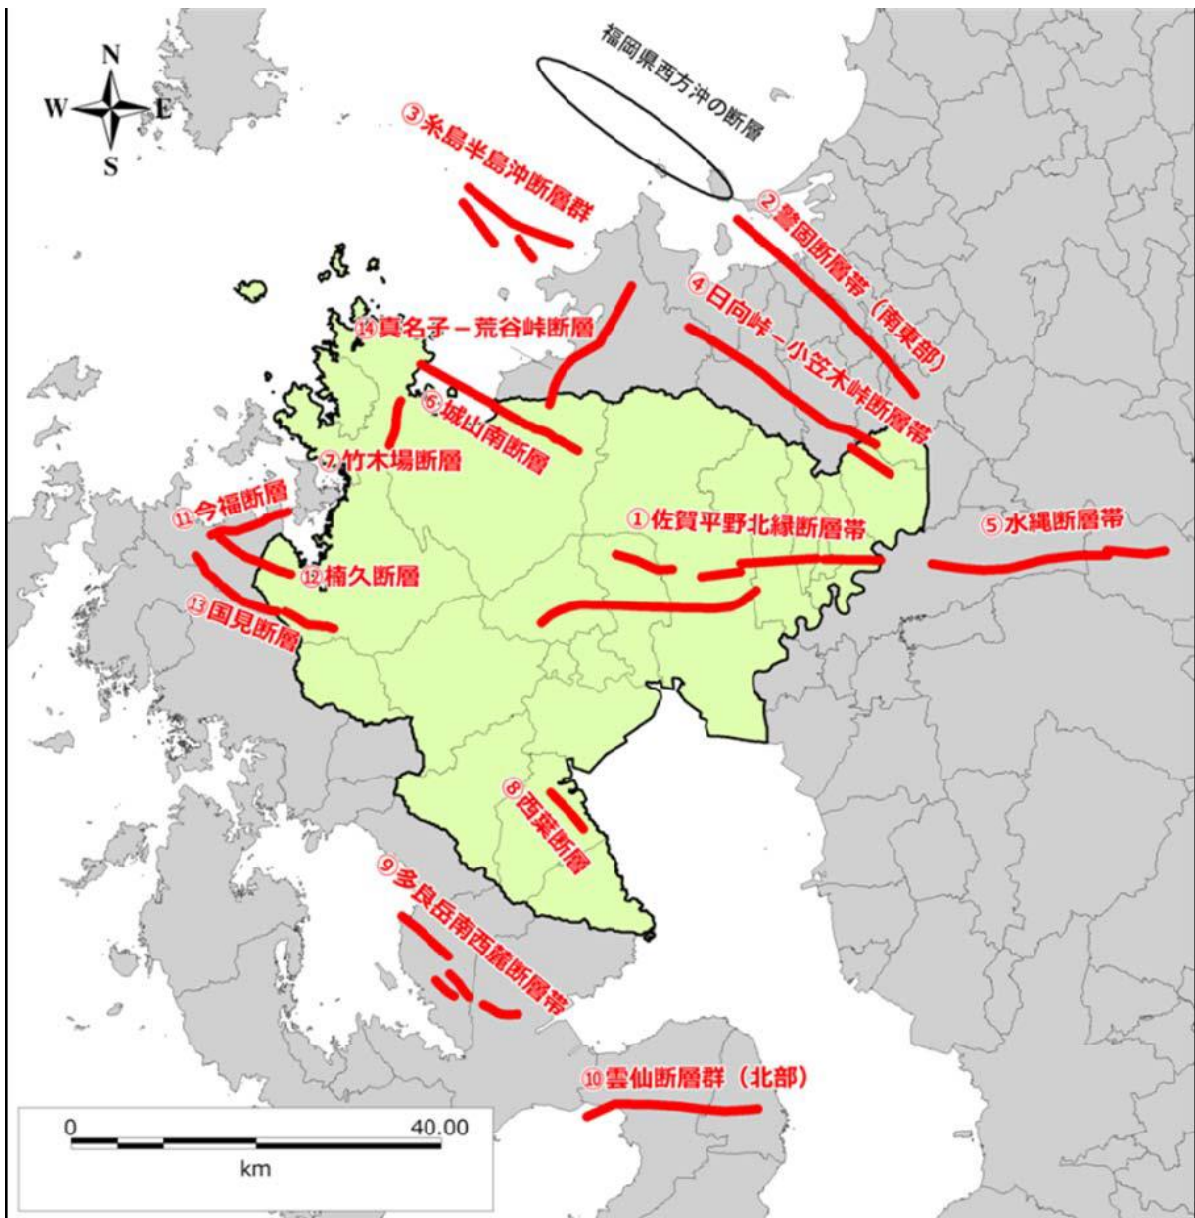 福岡県西方沖の断層
N
W
E
S
③糸島半島沖断層群
②警固断層帯（南東部）
④日向峠－小笠木峠断層帯
⑭真名子－荒谷峠断層
⑥城山南断層
⑦竹木場断層
⑪今福断層
①佐賀平野北縁断層帯
⑤水縄断層帯
⑫楠久断層
⑬国見断層
⑧西葉断層
⑨多良岳南西麓断層帯
⑩雲仙断層群（北部）
0
40.00
km